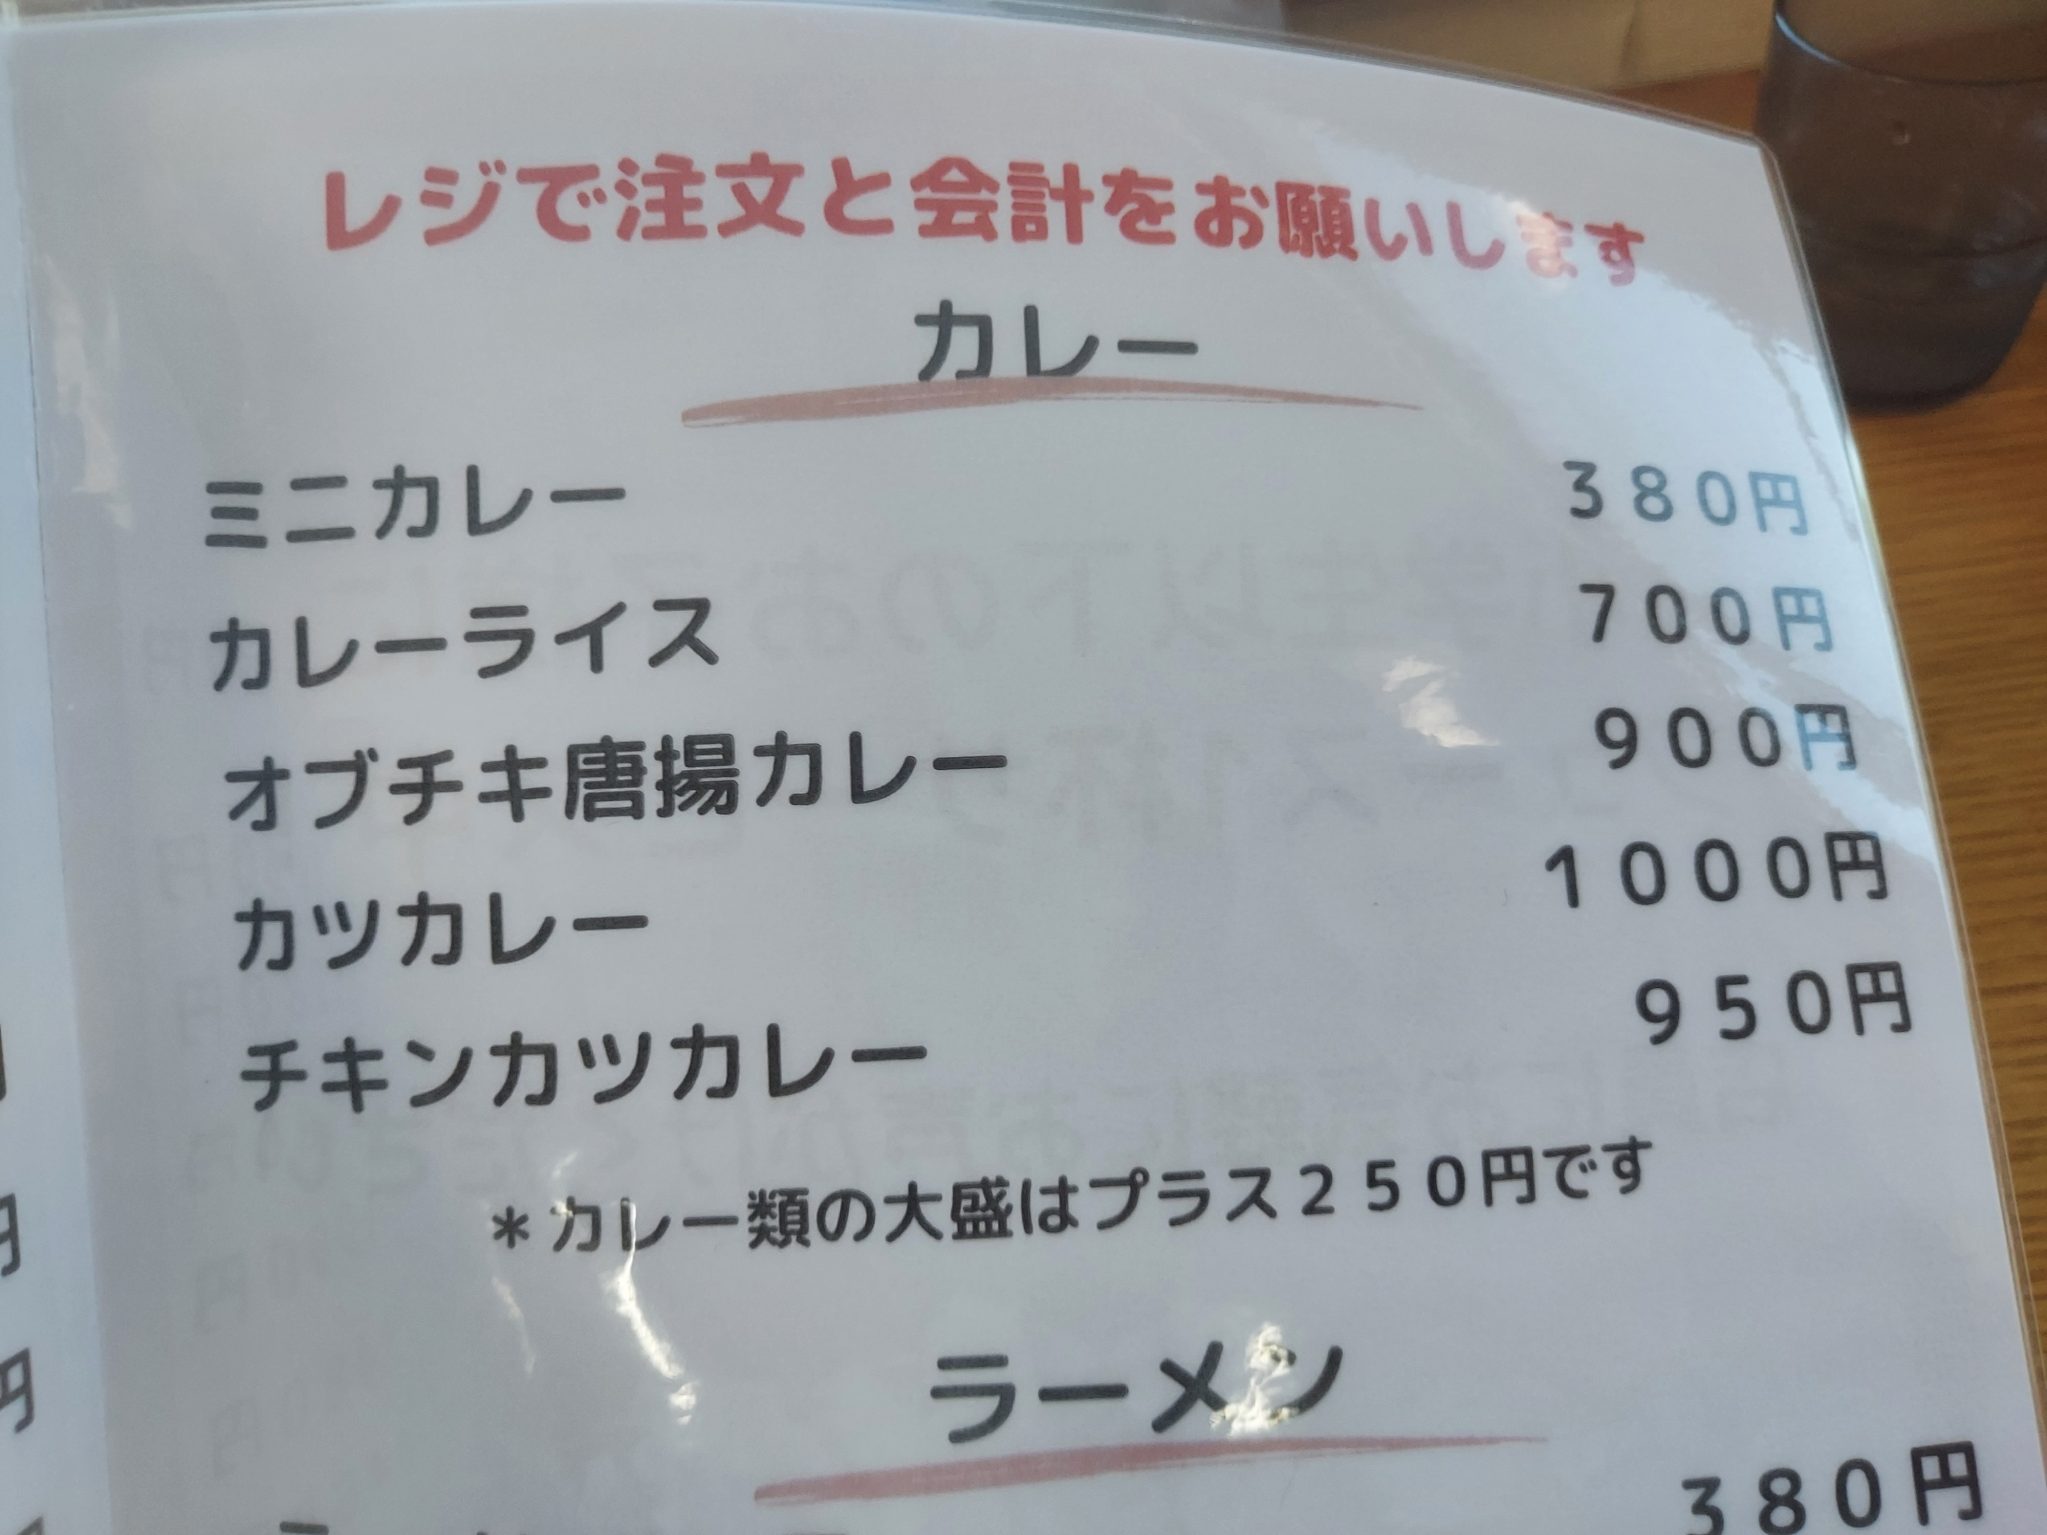 レジで注文と会計をお願いします
カレー
ミニカレー ３８０円
カレーライス ７００円
オブチキ唐揚カレー ９００円
カツカレー １０００円
チキンカツカレー ９５０円
＊カレー類の大盛はプラス２５０円です
ラーメン
３８０円